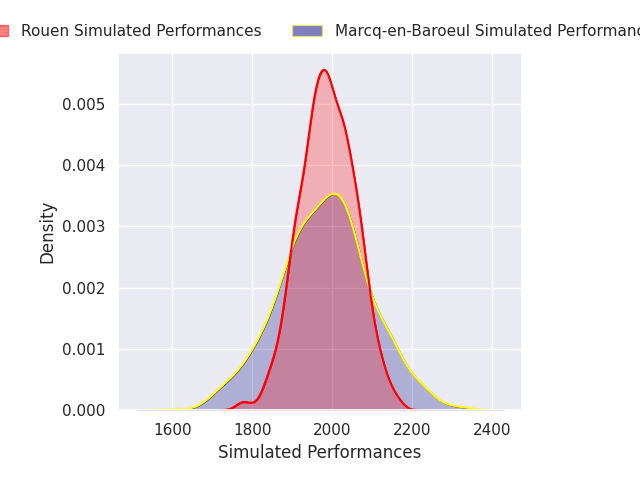 Rouen Simulated Performances
Marcq-en-Baroeul Simulated
0.005
0.004
0.003
0.002
0.001
0.000
Density
1600 1800 2000 2200 2400
Simulated Performances